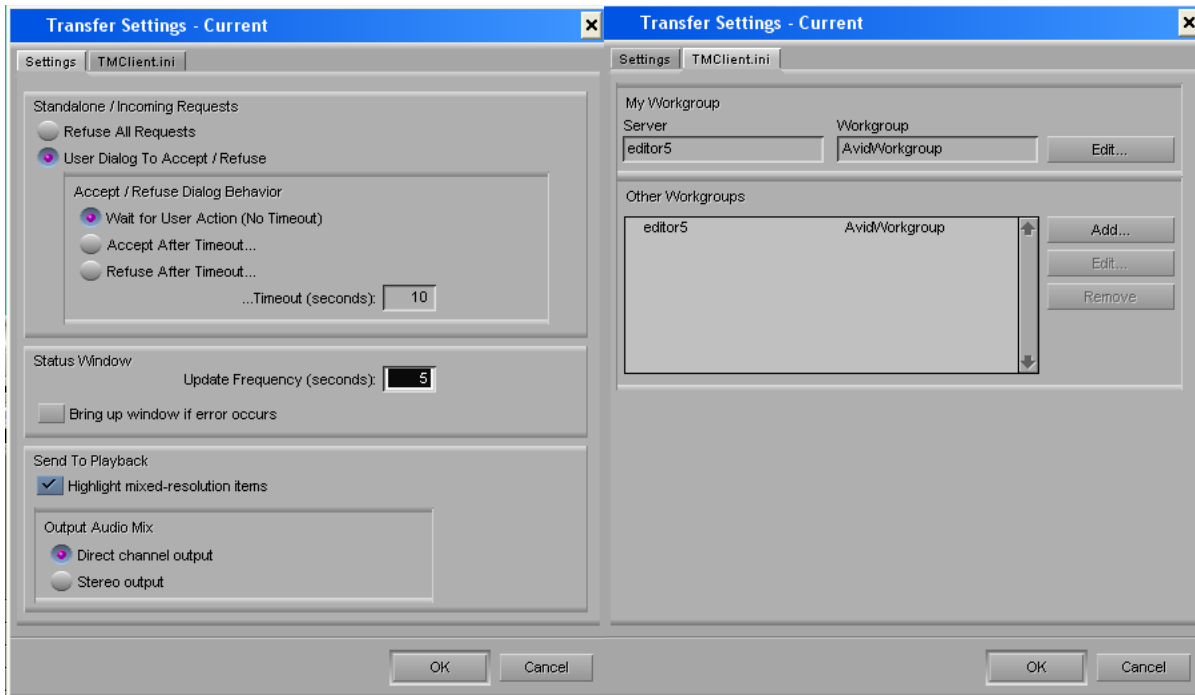 Transfer Settings - Current
Settings
TMClient.ini
Standalone / Incoming Requests
Refuse All Requests
User Dialog To Accept / Refuse
Accept / Refuse Dialog Behavior
Wait for User Action (No Timeout)
Accept After Timeout...
Refuse After Timeout...
...Timeout (seconds): 10
Status Window
Update Frequency (seconds): 5
Bring up window if error occurs
Send To Playback
Highlight mixed-resolution items
Output Audio Mix
Direct channel output
Stereo output
OK
Cancel
Transfer Settings - Current
Settings
TMClient.ini
My Workgroup
Server Workgroup
editor5 AvidWorkgroup Edit...
Other Workgroups
editor5 AvidWorkgroup
Add...
Edit...
Remove
OK
Cancel